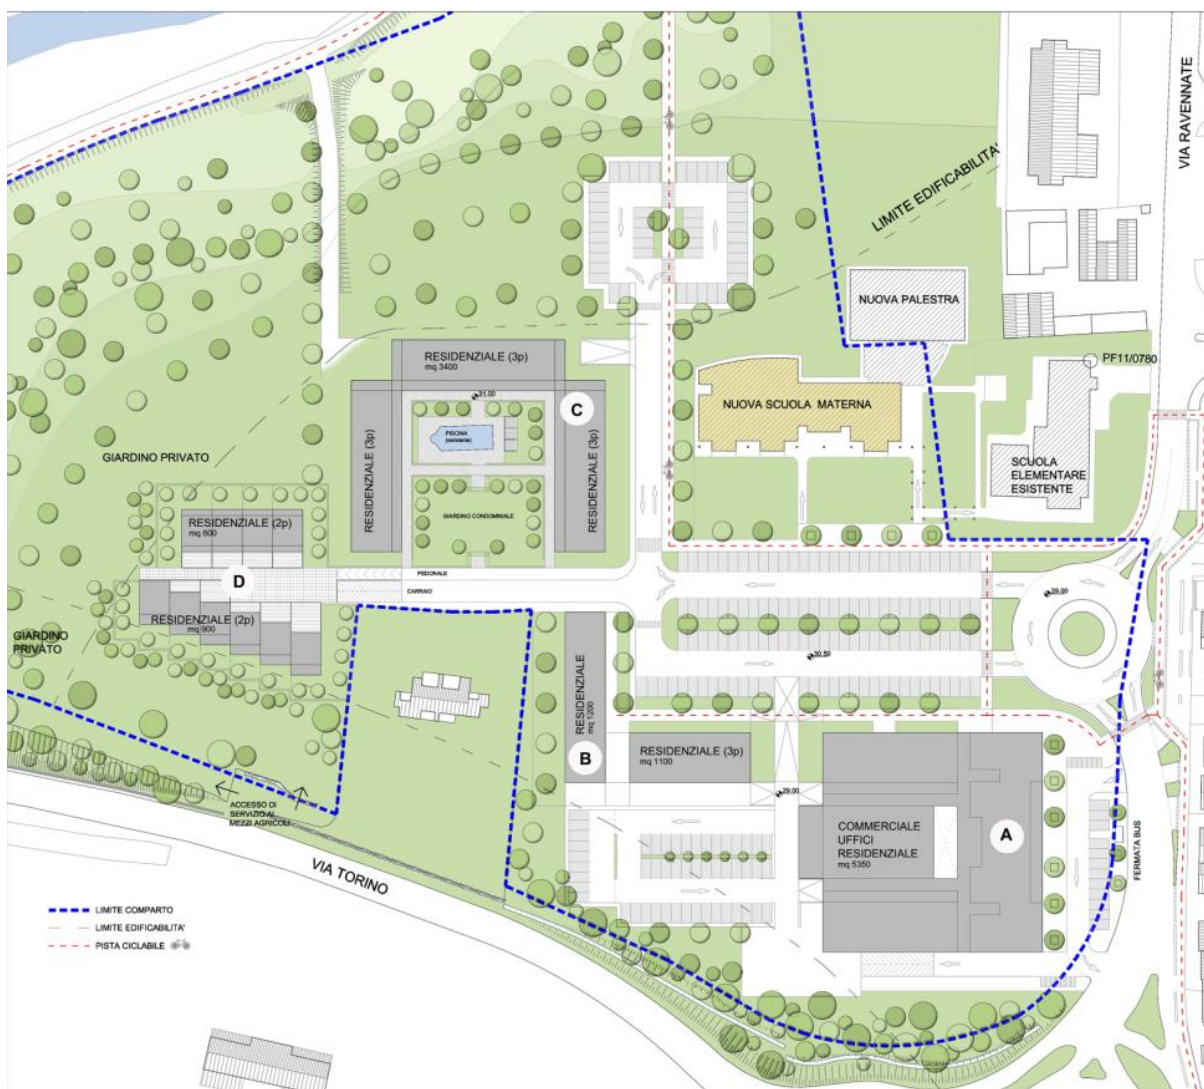 VIA RAVENNATE
LIMITE EDIFICABILITA'
NUOVA PALESTRA
PF11/0780
RESIDENZIALE (3p)
mq 3400
C
31.00
NUOVA SCUOLA MATERNA
PISCINA
RESIDENZIALE (3p)
RESIDENZIALE (3p)
GIARDINO PRIVATO
SCUOLA
ELEMENTARE
ESISTENTE
GIARDINO CONDOMINIALE
RESIDENZIALE (2p)
mq 600
PEDONALE
D
CARRAIO
29.00
RESIDENZIALE (2p)
mq 900
GIARDINO
PRIVATO
30.50
RESIDENZIALE
mq 1200
B
RESIDENZIALE (3p)
mq 1100
29.00
ACCESSO DI
SERVIZIO AI
MEZZI AGRICOLI
COMMERCIALE
UFFICI
RESIDENZIALE
mq 5350
A
FERMATA BUS
VIA TORINO
LIMITE COMPARTO
LIMITE EDIFICABILITA'
PISTA CICLABILE